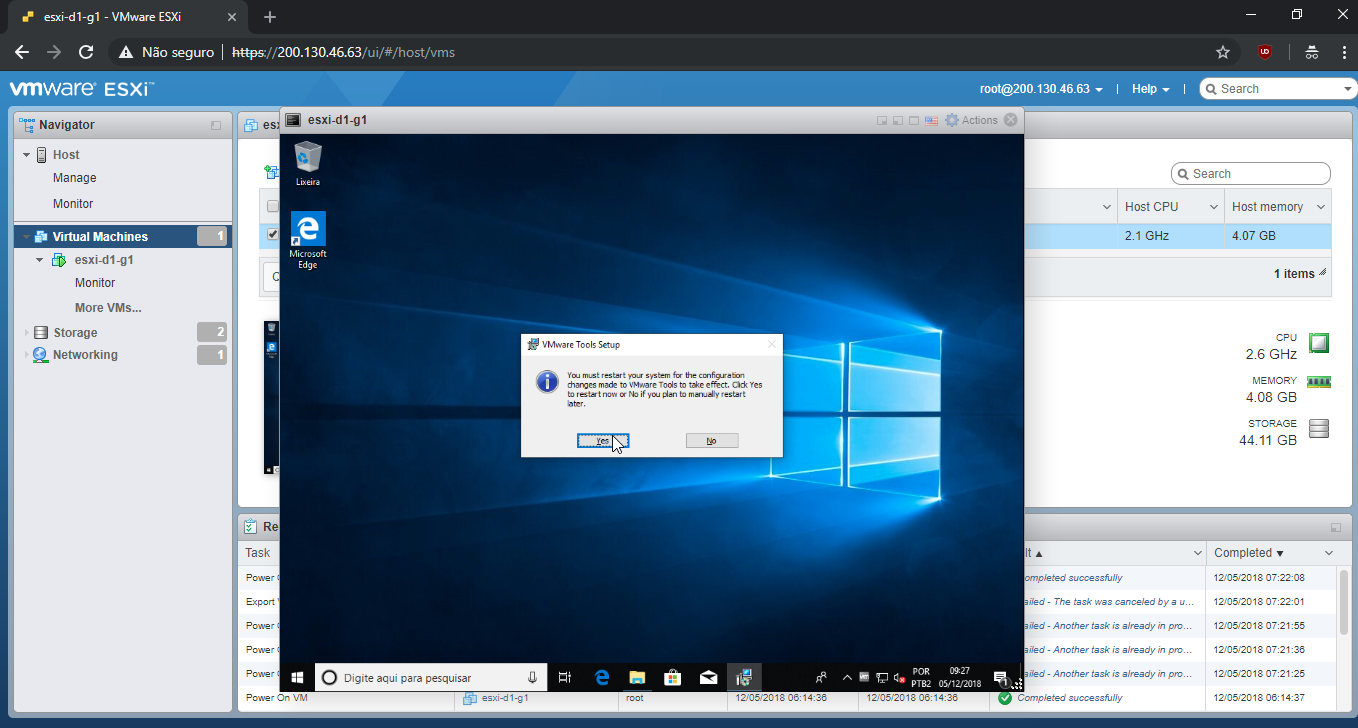 esxi-d1-g1 - VMware ESXi
Não seguro
https://200.130.46.63/ui/#/host/vms
vmware ESXi™
root@200.130.46.63
Help
Search
Navigator
Host
Manage
Monitor
Virtual Machines
1
esxi-d1-g1
Monitor
More VMs...
Storage
2
Networking
1
esxi-d1-g1
Actions
Lixeira
Microsoft
Edge
VMware Tools Setup
You must restart your system for the configuration
changes made to VMware Tools to take effect. Click Yes
to restart now or No if you plan to manually restart
later.
Yes
No
Digite aqui para pesquisar
POR
PTB2
09:27
05/12/2018
1
Search
Host CPU
Host memory
2.1 GHz
4.07 GB
1 items
CPU
2.6 GHz
MEMORY
4.08 GB
STORAGE
44.11 GB
Task
Completed
Power
ompleted successfully
12/05/2018 07:22:08
Export
ailed - The task was canceled by a u...
12/05/2018 07:22:01
Power
ailed - Another task is already in pro...
12/05/2018 07:21:55
Power
ailed - Another task is already in pro...
12/05/2018 07:21:36
Power
ailed - Another task is already in pro...
12/05/2018 07:21:25
Power On VM
esxi-d1-g1
root
12/05/2018 06:14:36
12/05/2018 06:14:36
Completed successfully
12/05/2018 06:14:37